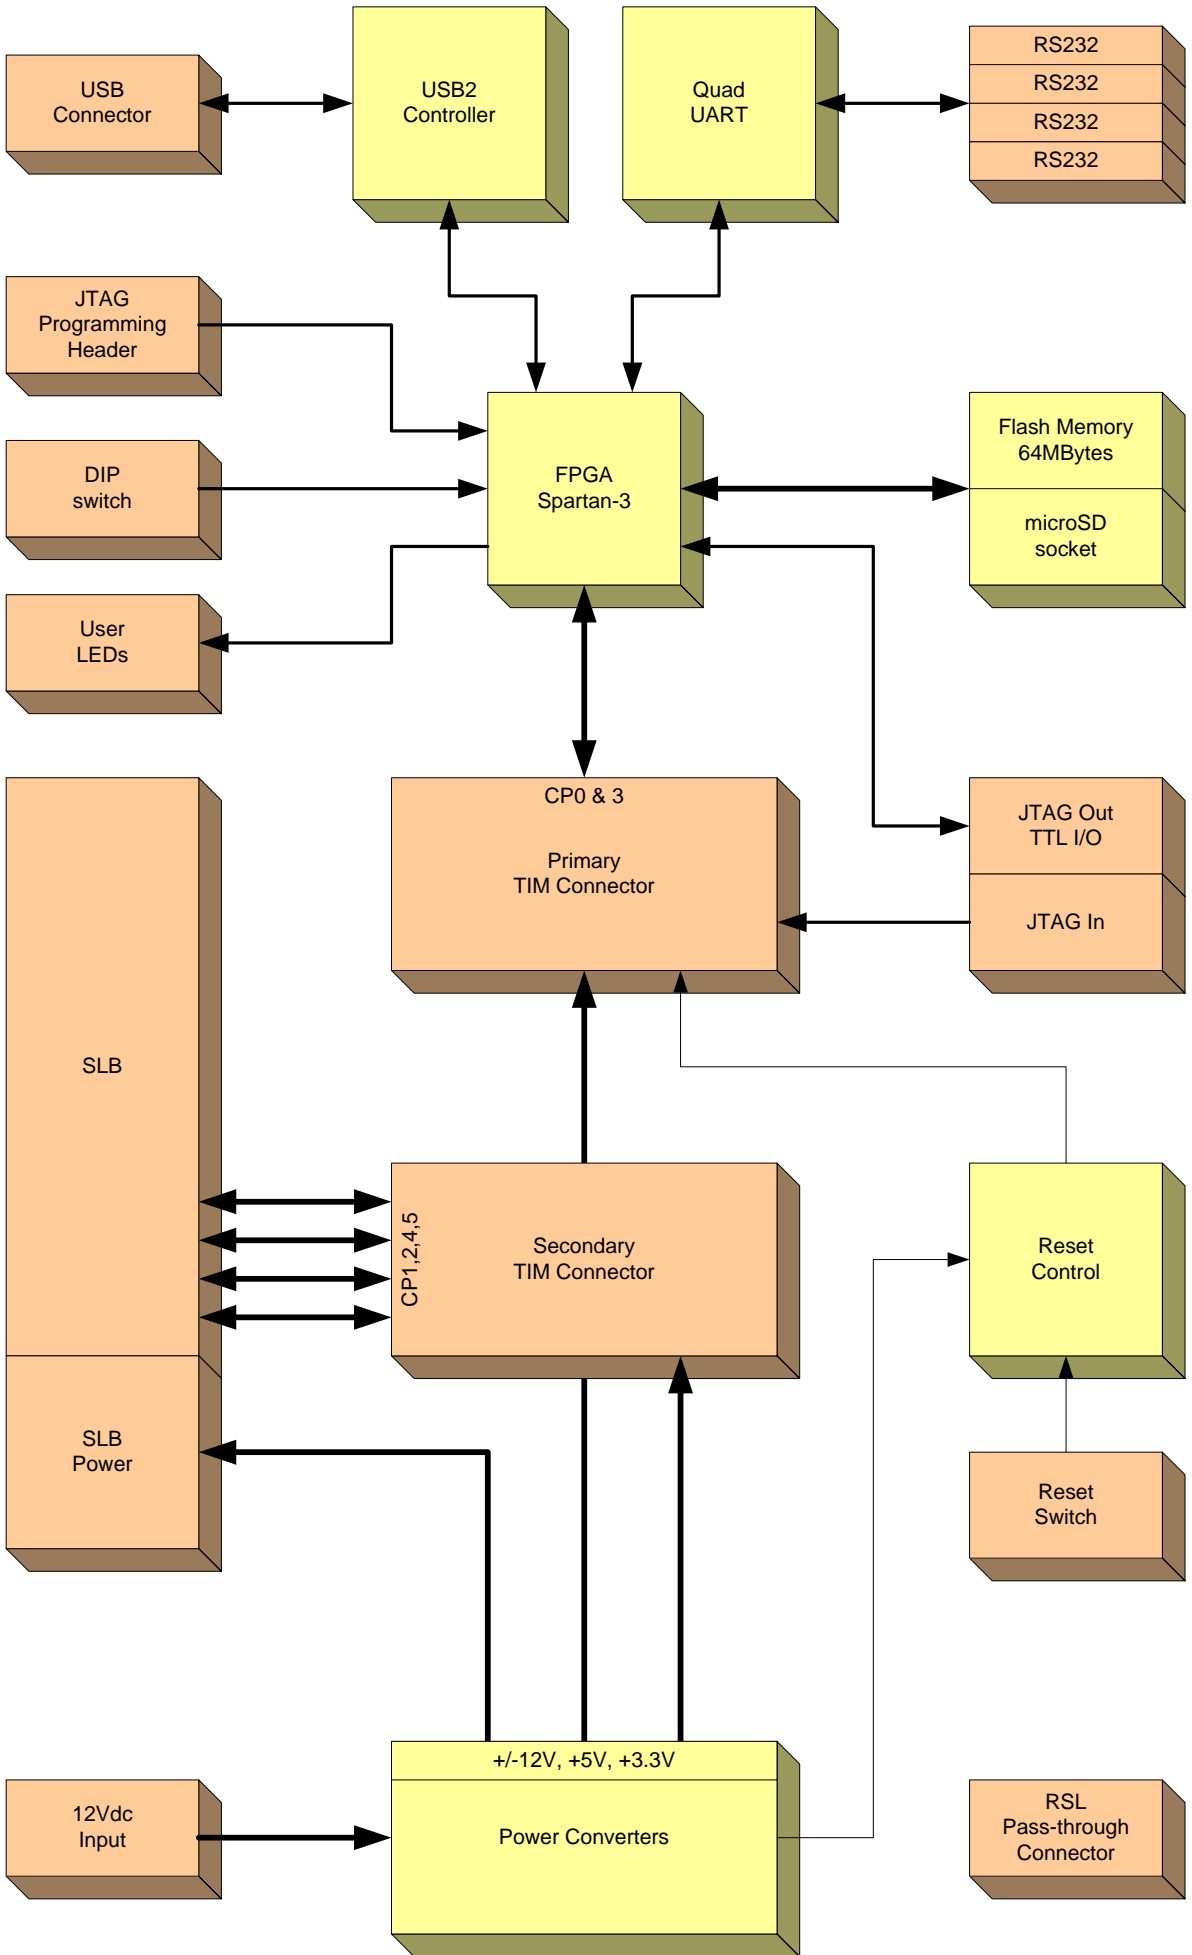 USB
Connector
USB2
Controller
Quad
UART
RS232
RS232
RS232
RS232
JTAG
Programming
Header
DIP
switch
User
LEDs
FPGA
Spartan-3
Flash Memory
64MBytes
microSD
socket
CP0 & 3
Primary
TIM Connector
JTAG Out
TTL I/O
JTAG In
SLB
CP1,2,4,5
Secondary
TIM Connector
Reset
Control
SLB
Power
Reset
Switch
+/-12V, +5V, +3.3V
Power Converters
12Vdc
Input
RSL
Pass-through
Connector